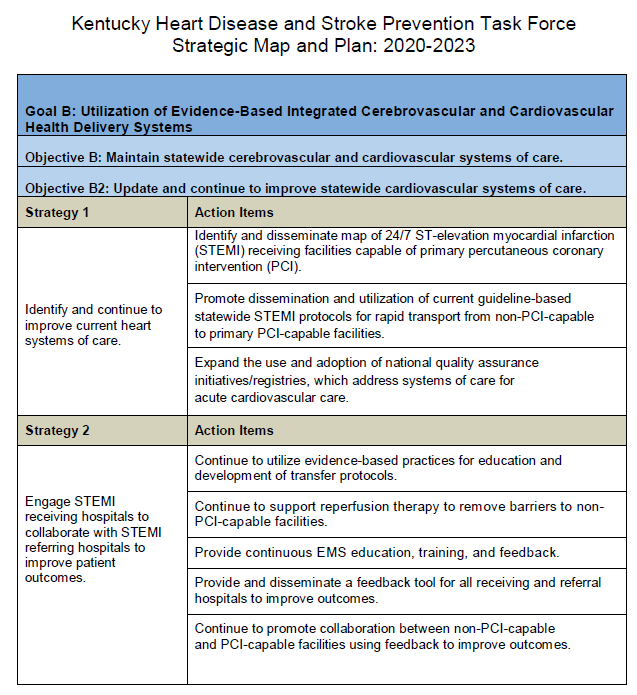 Kentucky Heart Disease and Stroke Prevention Task Force
Strategic Map and Plan: 2020-2023
Goal B: Utilization of Evidence-Based Integrated Cerebrovascular and Cardiovascular
Health Delivery Systems
Objective B: Maintain statewide cerebrovascular and cardiovascular systems of care.
Objective B2: Update and continue to improve statewide cardiovascular systems of care.
Strategy 1
Action Items
Identify and continue to
improve current heart
systems of care.
Identify and disseminate map of 24/7 ST-elevation myocardial infarction
(STEMI) receiving facilities capable of primary percutaneous coronary
intervention (PCI).
Promote dissemination and utilization of current guideline-based
statewide STEMI protocols for rapid transport from non-PCI-capable
to primary PCI-capable facilities.
Expand the use and adoption of national quality assurance
initiatives/registries, which address systems of care for
acute cardiovascular care.
Strategy 2
Action Items
Engage STEMI
receiving hospitals to
collaborate with STEMI
referring hospitals to
improve patient
outcomes.
Continue to utilize evidence-based practices for education and
development of transfer protocols.
Continue to support reperfusion therapy to remove barriers to non-
PCI-capable facilities.
Provide continuous EMS education, training, and feedback.
Provide and disseminate a feedback tool for all receiving and referral
hospitals to improve outcomes.
Continue to promote collaboration between non-PCI-capable
and PCI-capable facilities using feedback to improve outcomes.